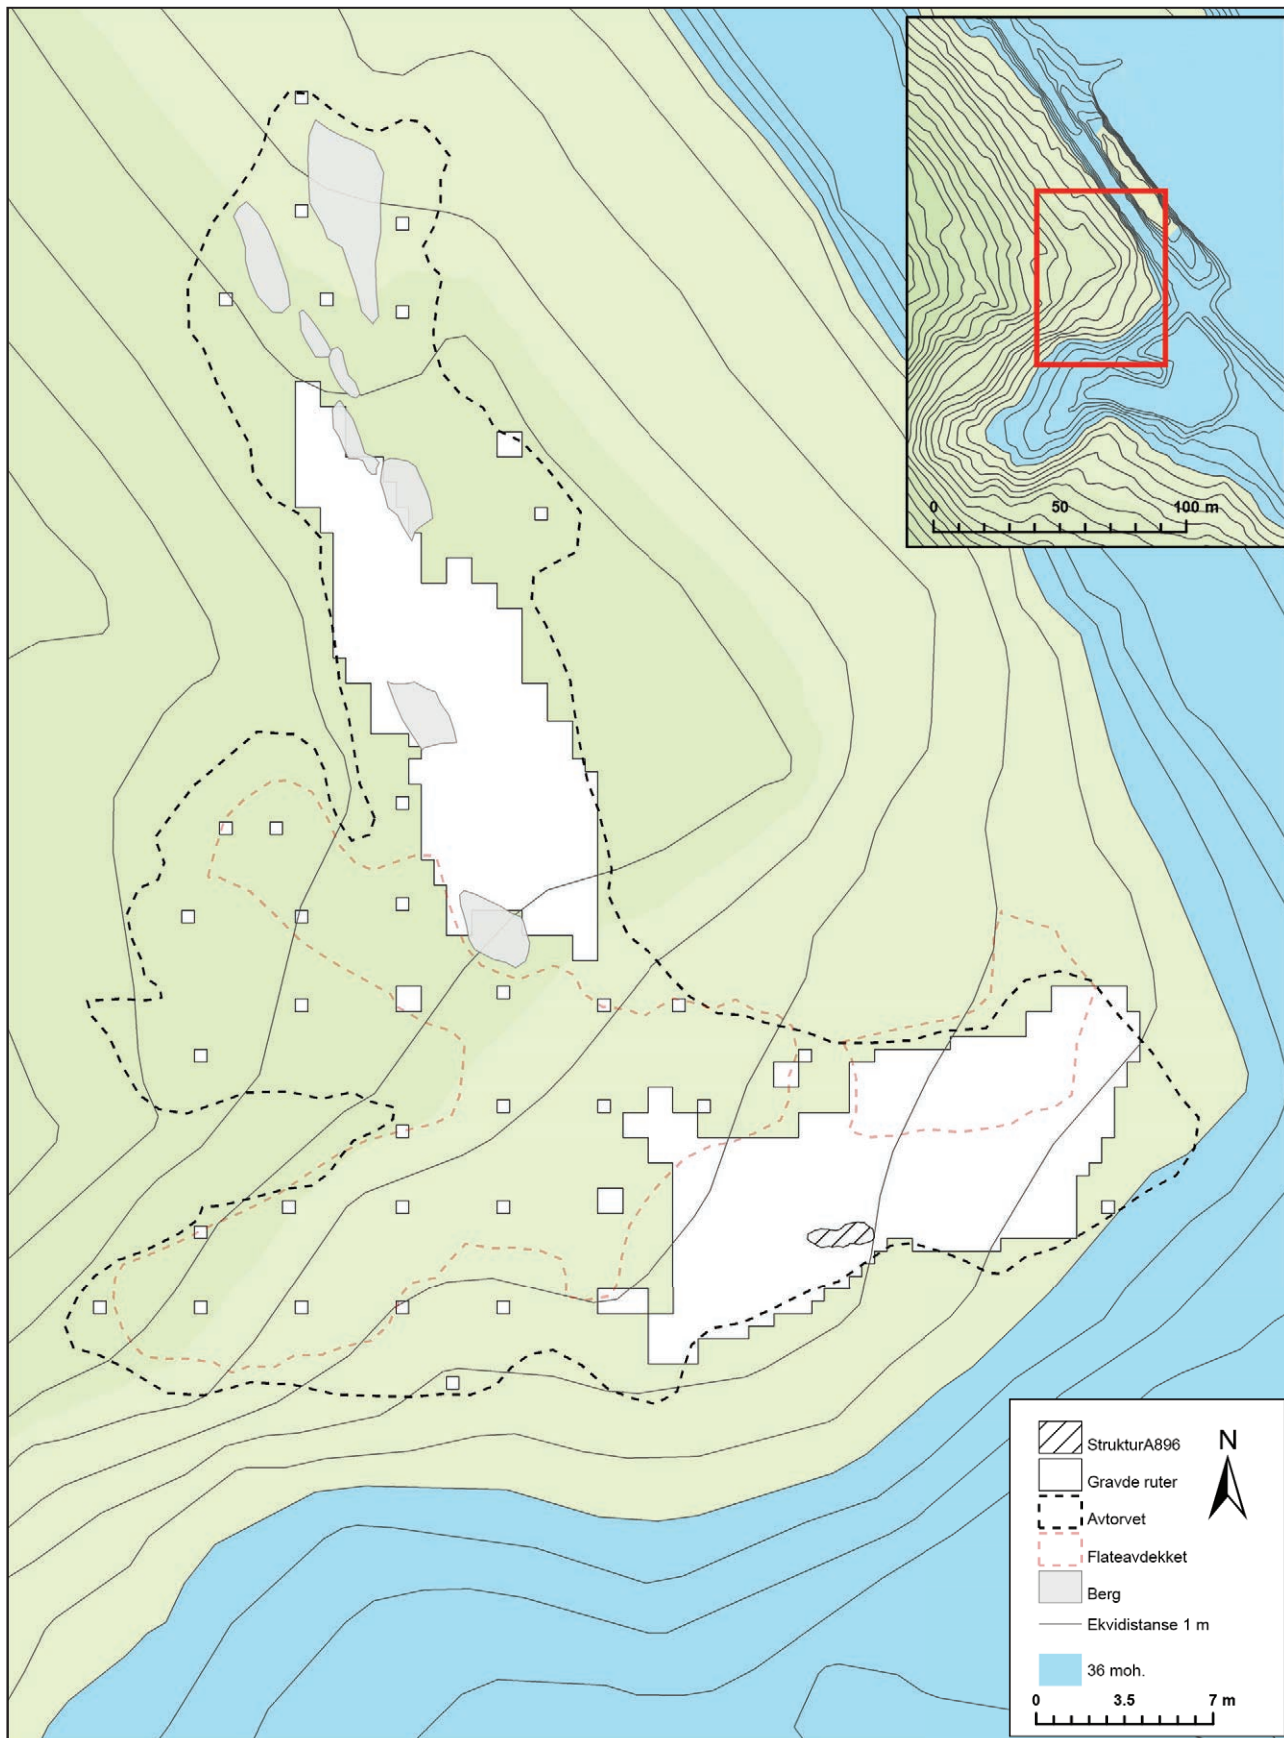 0 50 100 m
N
StrukturA896
Gravde ruter
Avtorvet
Flateavdekket
Berg
Ekvidistanse 1 m
36 moh.
0 3.5 7 m